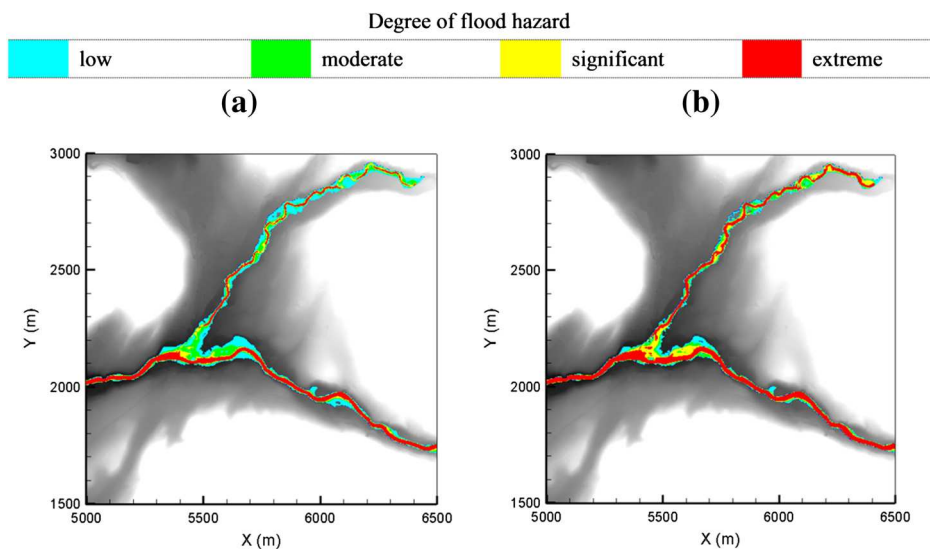 Degree of flood hazard
low moderate significant extreme
(a) (b)
3000
2500
2000
1500
Y (m)
5000 5500 6000 6500
X (m)
3000
2500
2000
1500
Y (m)
5000 5500 6000 6500
X (m)